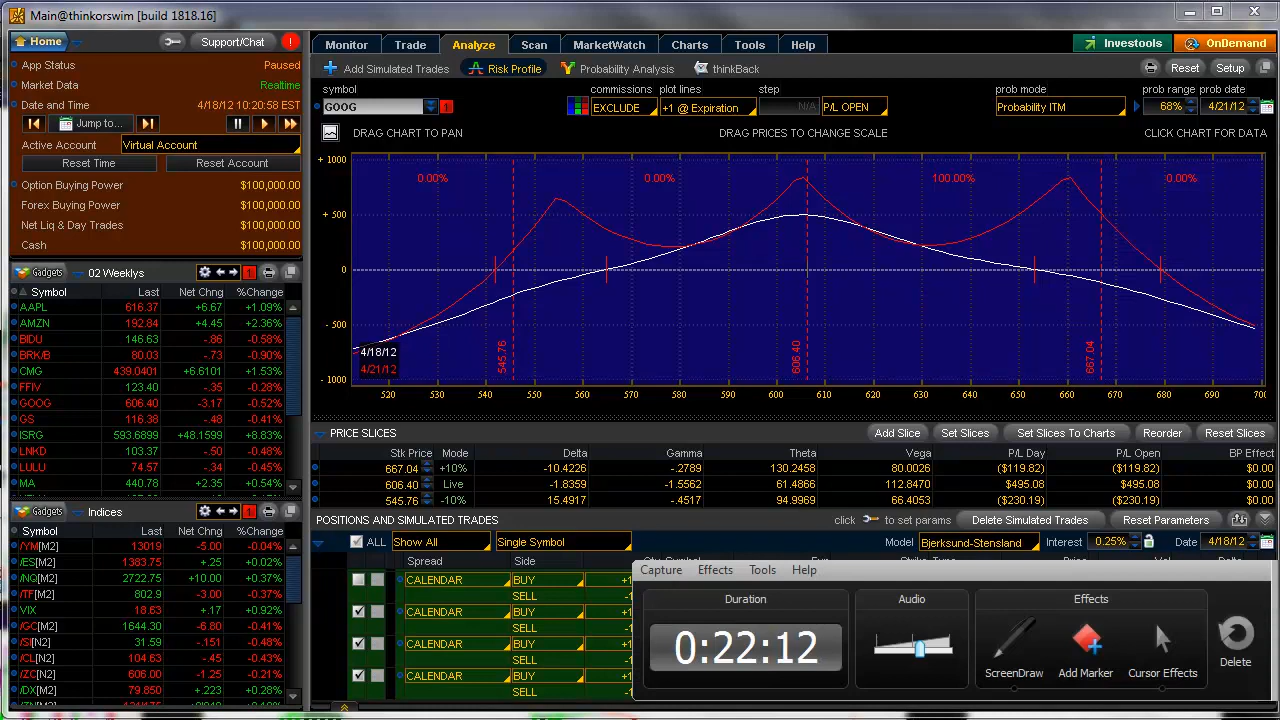 Main@thinkorswim [build 1818.16]
Home
Support/Chat
App Status Paused
Market Data Realtime
Date and Time 4/18/12 10:20:58 EST
Jump to...
Active Account Virtual Account
Reset Time Reset Account
Option Buying Power $100,000.00
Forex Buying Power $100,000.00
Net Liq & Day Trades $100,000.00
Cash $100,000.00
Gadgets 02 Weeklys 1
Symbol Last Net Chng %Change
AAPL 616.37 +6.67 +1.09%
AMZN 192.84 +4.45 +2.36%
BIDU 146.63 -.86 -0.58%
BRK/B 80.03 -.73 -0.90%
CMG 439.0401 +6.6101 +1.53%
FFIV 123.40 -.35 -0.28%
GOOG 606.40 -3.17 -0.52%
GS 116.38 -.48 -0.41%
ISRG 593.6899 +48.1599 +8.83%
LNKD 103.37 -.50 -0.48%
LULU 74.57 -.34 -0.45%
MA 440.78 +2.35 +0.54%
Gadgets Indices 1
Symbol Last Net Chng %Change
/YM[M2] 13019 -5.00 -0.04%
/ES[M2] 1383.75 +.25 +0.02%
/NQ[M2] 2722.75 +10.00 +0.37%
/TF[M2] 802.9 -3.00 -0.37%
VIX 18.63 +.17 +0.92%
/GC[M2] 1644.30 -6.80 -0.41%
/SI[N2] 31.59 -.151 -0.48%
/CL[M2] 104.63 -.45 -0.43%
/ZC[N2] 606.00 -1.25 -0.21%
/DX[M2] 79.850 +.223 +0.28%
Monitor Trade Analyze Scan MarketWatch Charts Tools Help
Investools OnDemand
Add Simulated Trades Risk Profile Probability Analysis thinkBack
Reset Setup
symbol commissions plot lines step prob mode prob range prob date
GOOG 1 EXCLUDE +1 @ Expiration N/A P/L OPEN Probability ITM 68% 4/21/12
DRAG CHART TO PAN DRAG PRICES TO CHANGE SCALE CLICK CHART FOR DATA
+ 1000
0.00% 0.00% 100.00% 0.00%
+ 500
0
- 500
545.76 606.40 667.04
4/18/12
4/21/12
- 1000
520 530 540 550 560 570 580 590 600 610 620 630 640 650 660 670 680 690 700
PRICE SLICES Add Slice Set Slices Set Slices To Charts Reorder Reset Slices
Stk Price Mode Delta Gamma Theta Vega P/L Day P/L Open BP Effect
667.04 +10% -10.4226 -.2789 130.2458 80.0026 ($119.82) ($119.82) $0.00
606.40 Live -1.8359 -1.5562 61.4866 112.8470 $495.08 $495.08 $0.00
545.76 -10% 15.4917 -.4517 94.9969 66.4053 ($230.19) ($230.19) $0.00
POSITIONS AND SIMULATED TRADES click to set params Delete Simulated Trades Reset Parameters
ALL Show All Single Symbol Model Bjerksund-Stensland Interest 0.25% Date 4/18/12
Spread Side
CALENDAR BUY
SELL
CALENDAR BUY
SELL
CALENDAR BUY
SELL
CALENDAR BUY
SELL
Capture Effects Tools Help
Duration Audio Effects
0:22:12
ScreenDraw Add Marker Cursor Effects Delete